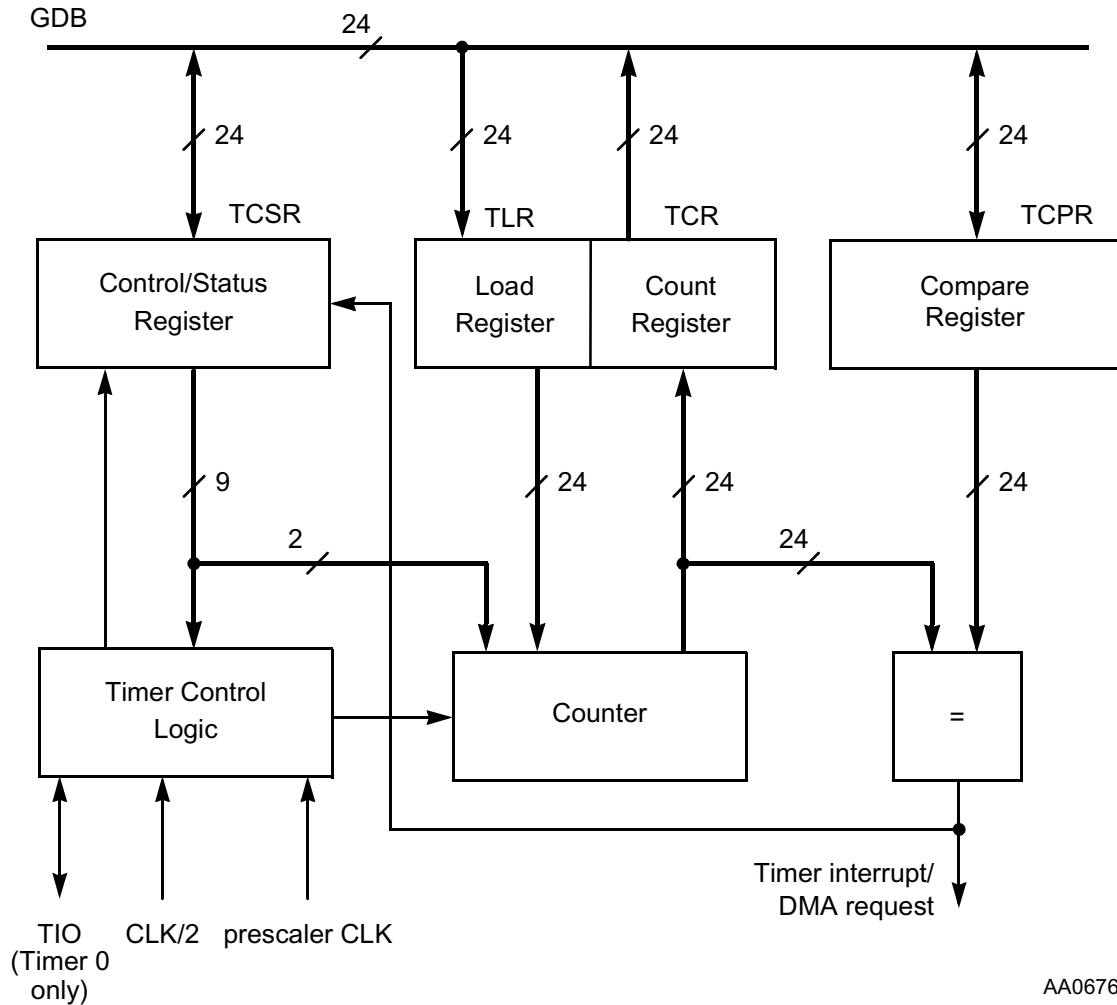 GDB
24
24
24
24
24
TCSR
TLR
TCR
TCPR
Control/Status
Register
Load
Register
Count
Register
Compare
Register
9
24
24
24
2
24
Timer Control
Logic
Counter
=
Timer interrupt/
DMA request
TIO
(Timer 0
only)
CLK/2
prescaler CLK
AA0676